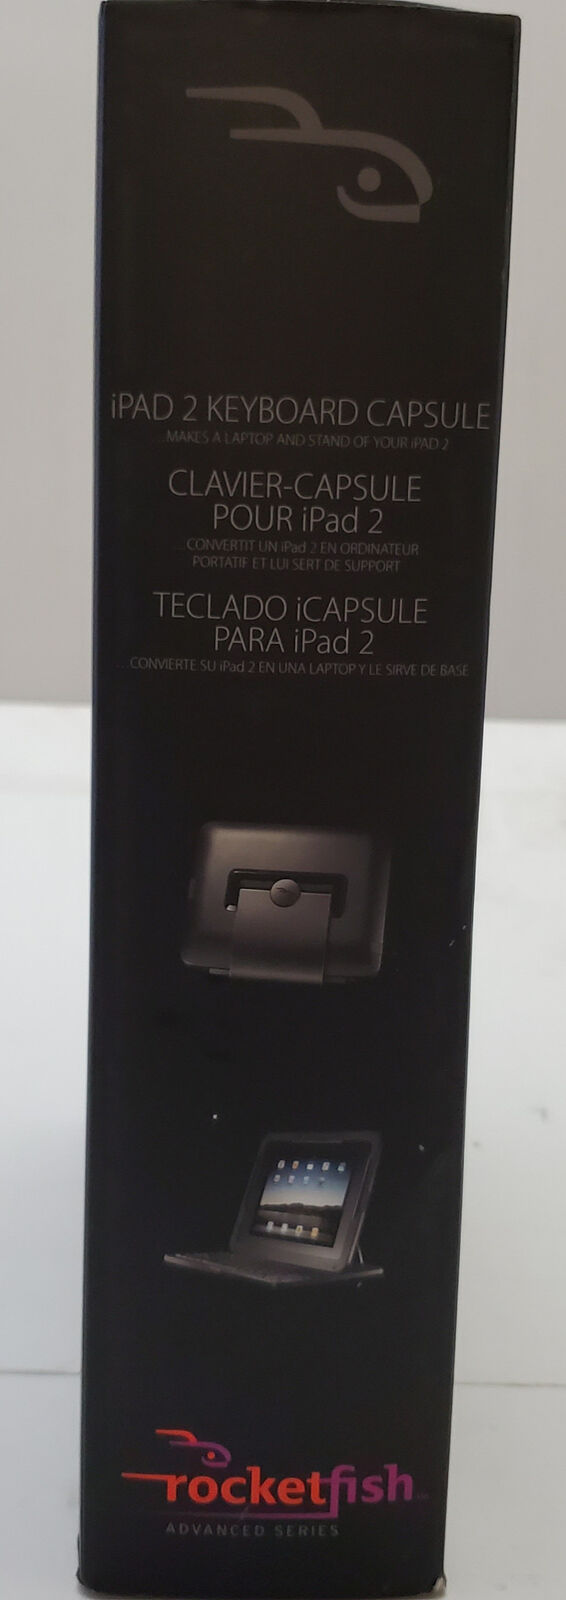 iPAD 2 KEYBOARD CAPSULE
...MAKES A LAPTOP AND STAND OF YOUR iPAD 2
CLAVIER-CAPSULE
POUR iPad 2
...CONVERTIT UN iPad 2 EN ORDINATEUR
PORTATIF ET LUI SERT DE SUPPORT
TECLADO iCAPSULE
PARA iPad 2
...CONVIERTE SU iPad 2 EN UNA LAPTOP Y LE SIRVE DE BASE
rocketfish
ADVANCED SERIES